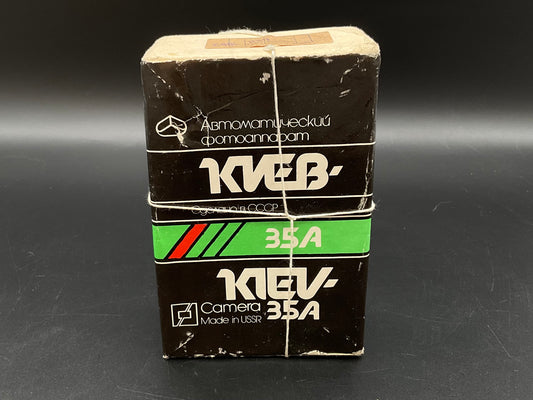 Автоматический
фотоаппарат
КИЕВ-
Сделано в СССР
35А
KIEV-
Camera 35A
Made in USSR